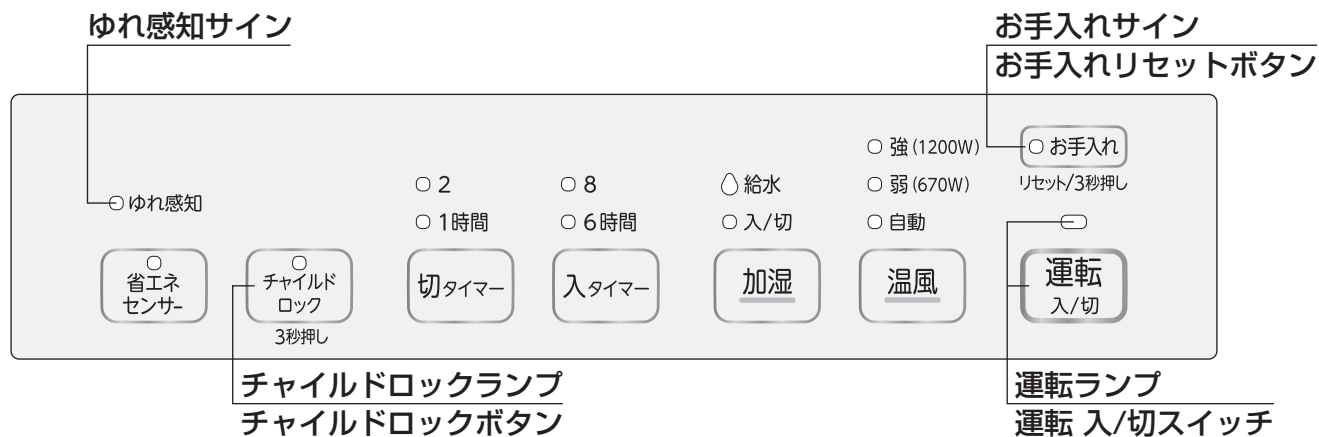 ゆれ感知サイン
お手入れサイン
お手入れリセットボタン
強(1200W)
お手入れ
2
8
給水
弱(670W)
リセット/3秒押し
ゆれ感知
1時間
6時間
入/切
自動
省エネ
センサー
チャイルド
ロック
切タイマー
入タイマー
加湿
温風
運転
入/切
3秒押し
チャイルドロックランプ
チャイルドロックボタン
運転ランプ
運転 入/切スイッチ